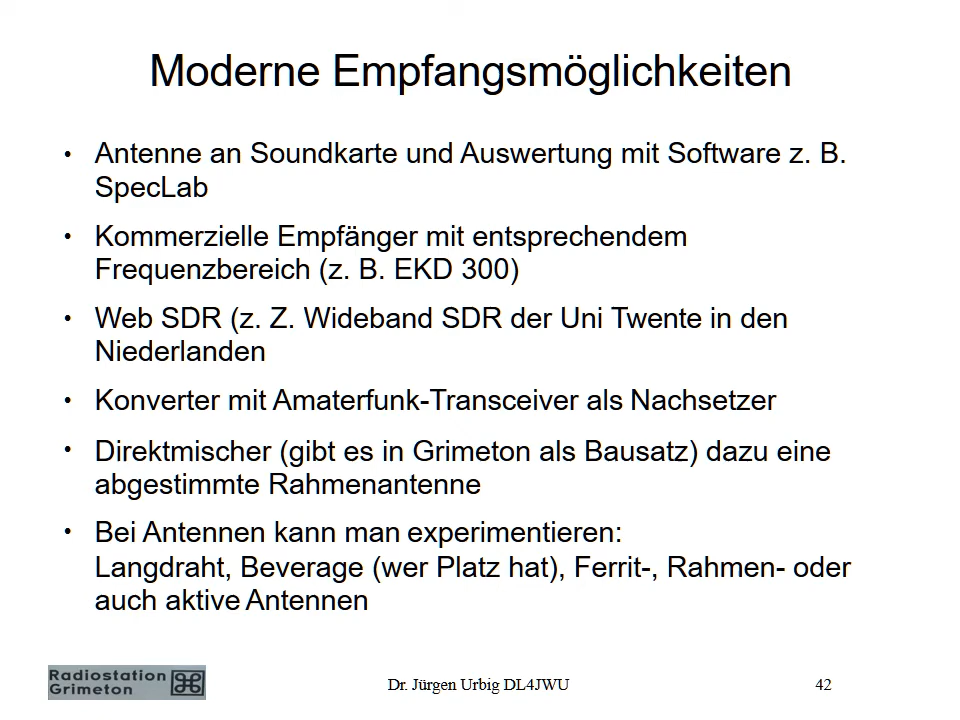 Moderne Empfangsmöglichkeiten
• Antenne an Soundkarte und Auswertung mit Software z. B.
SpecLab
• Kommerzielle Empfänger mit entsprechendem
Frequenzbereich (z. B. EKD 300)
• Web SDR (z. Z. Wideband SDR der Uni Twente in den
Niederlanden
• Konverter mit Amaterfunk-Transceiver als Nachsetzer
• Direktmischer (gibt es in Grimeton als Bausatz) dazu eine
abgestimmte Rahmenantenne
• Bei Antennen kann man experimentieren:
Langdraht, Beverage (wer Platz hat), Ferrit-, Rahmen- oder
auch aktive Antennen
Radiostation
Grimeton
Dr. Jürgen Urbig DL4JWU
42